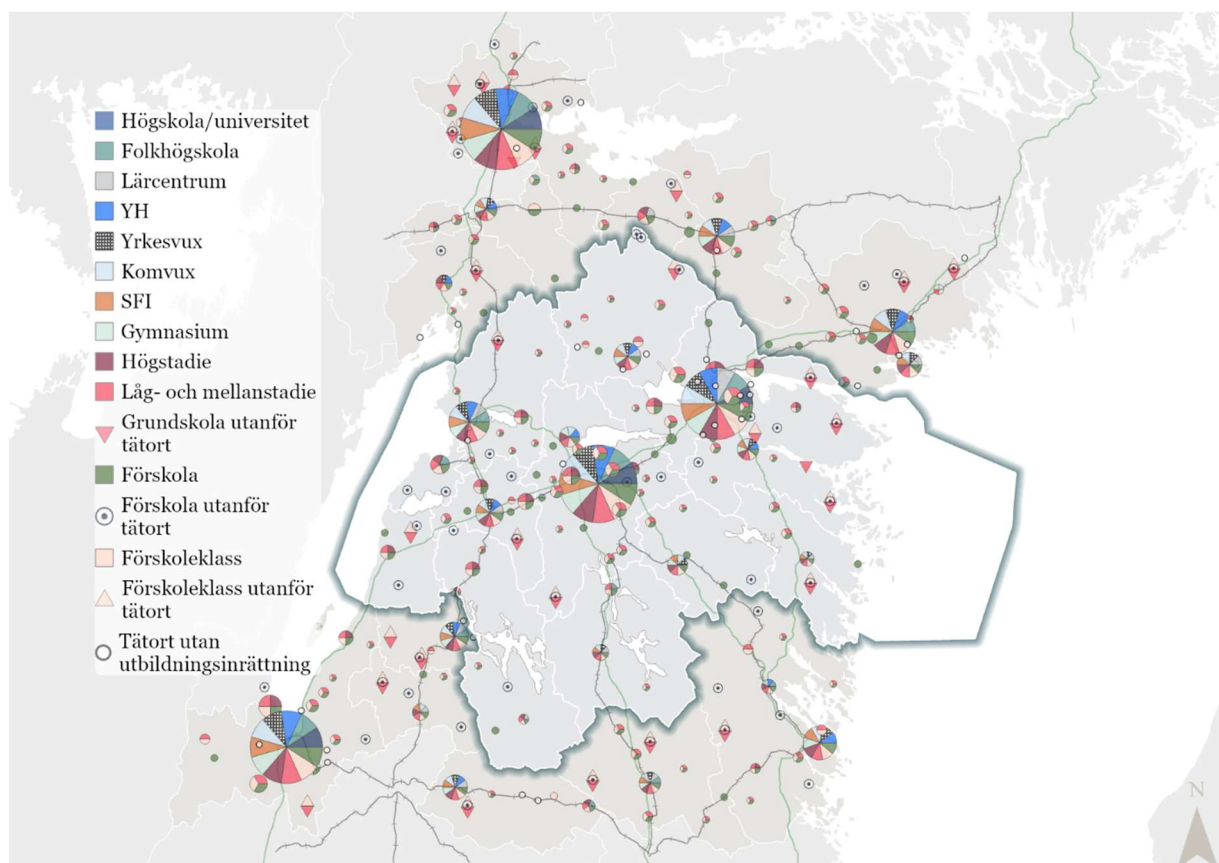 Högskola/universitet
Folkhögskola
Lärcentrum
YH
Yrkesvux
Komvux
SFI
Gymnasium
Högstadie
Låg- och mellanstadie
Grundskola utanför
tätort
Förskola
Förskola utanför
tätort
Förskoleklass
Förskoleklass utanför
tätort
Tätort utan
utbildningsinrättning
N